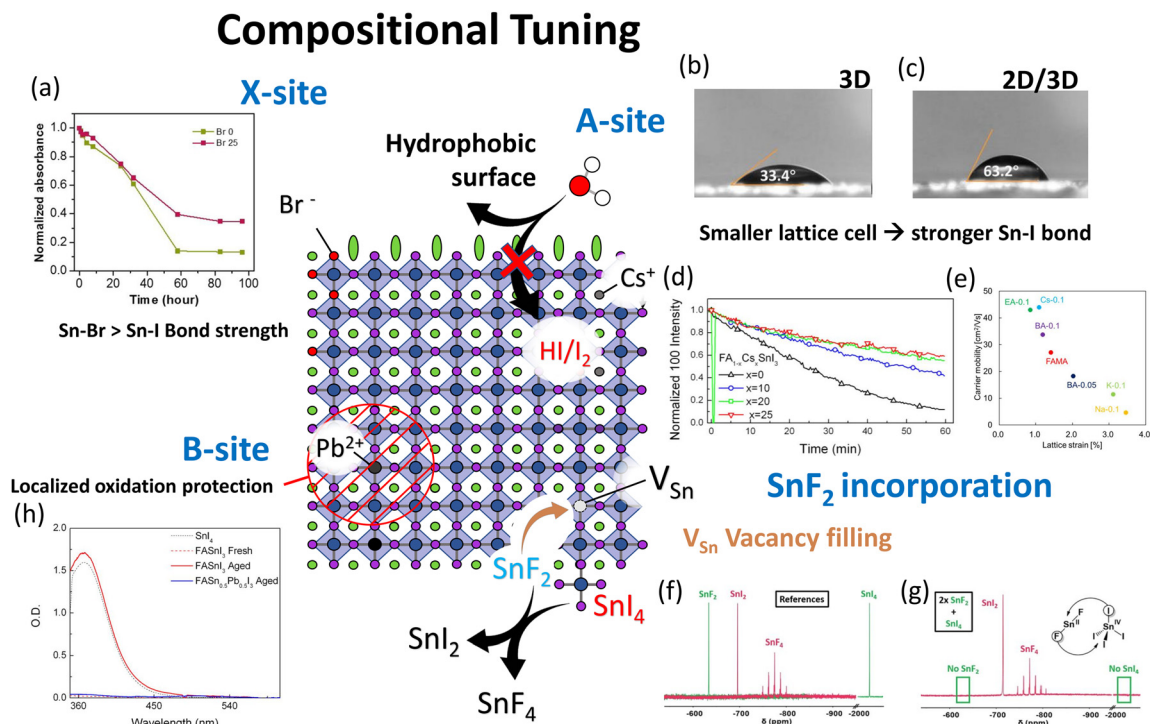 Compositional Tuning
(a)
X-site
Normalized absorbance
1.0
0.8
0.6
0.4
0.2
0.0
Br 0
Br 25
0 20 40 60 80 100
Time (hour)
Sn-Br > Sn-I Bond strength
Hydrophobic
surface
A-site
Br -
Cs+
HI/I2
(b)
3D
33.4°
(c)
2D/3D
63.2°
Smaller lattice cell → stronger Sn-I bond
(d)
Normalized 100 Intensity
1.0
0.8
0.6
0.4
0.2
0.0
FA1-xCsxSnI3
x=0
x=10
x=20
x=25
0 10 20 30 40 50 60
Time (min)
(e)
Carrier mobility [cm2/Vs]
50
40
30
20
10
0
EA-0.1
Cs-0.1
BA-0.1
FAMA
BA-0.05
K-0.1
Na-0.1
0.0 1.0 2.0 3.0 4.0
Lattice strain [%]
B-site
Pb2+
Localized oxidation protection
(h)
O.D.
2.0
1.5
1.0
0.5
0.0
SnI4
FASnI3 Fresh
FASnI3 Aged
FASn0.5Pb0.5I3 Aged
360 450 540
Wavelength (nm)
VSn
SnF2
SnI4
SnI2
SnF4
SnF2 incorporation
VSn Vacancy filling
(f)
SnF2
SnI2
References
SnI4
SnF4
-600 -700 -800 -900 -2000
δ (ppm)
(g)
2x SnF2
+
SnI4
SnI2
F
Sn
II
F
I
Sn
IV
I
I
I
SnF4
No SnF2
No SnI4
-600 -700 -800 -900 -2000
δ (ppm)